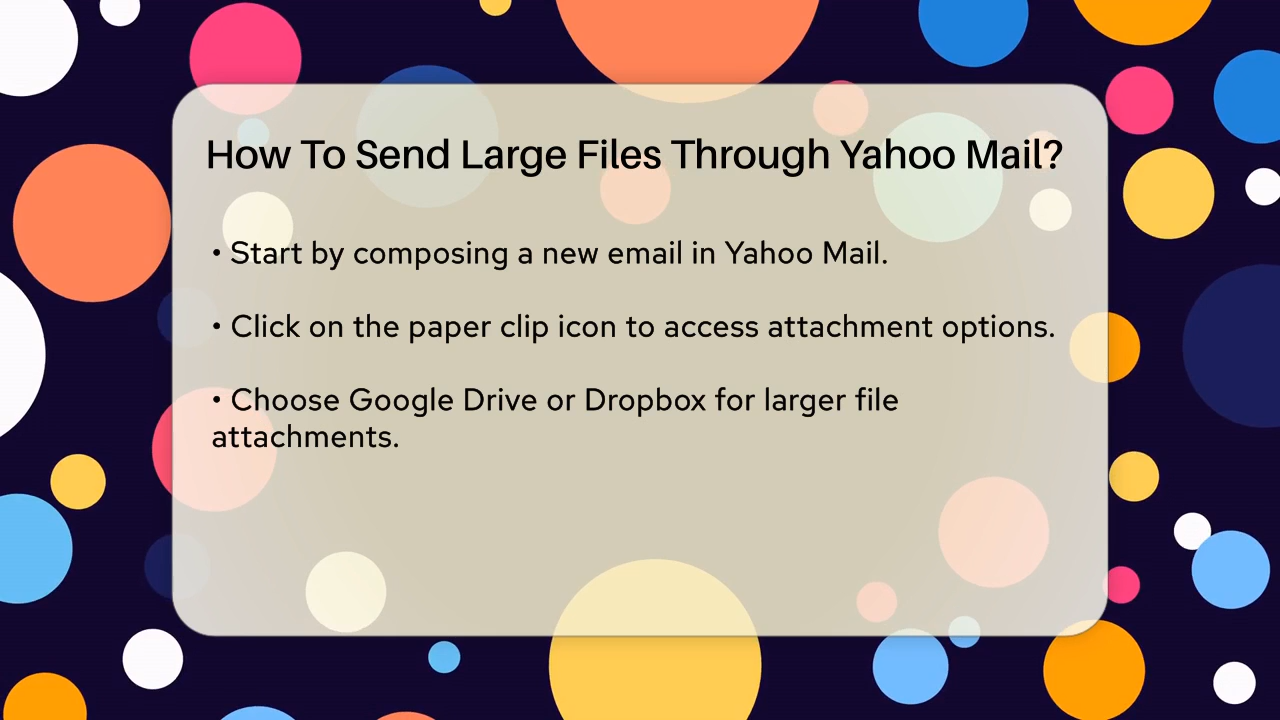 How To Send Large Files Through Yahoo Mail?
• Start by composing a new email in Yahoo Mail.
• Click on the paper clip icon to access attachment options.
• Choose Google Drive or Dropbox for larger file
attachments.